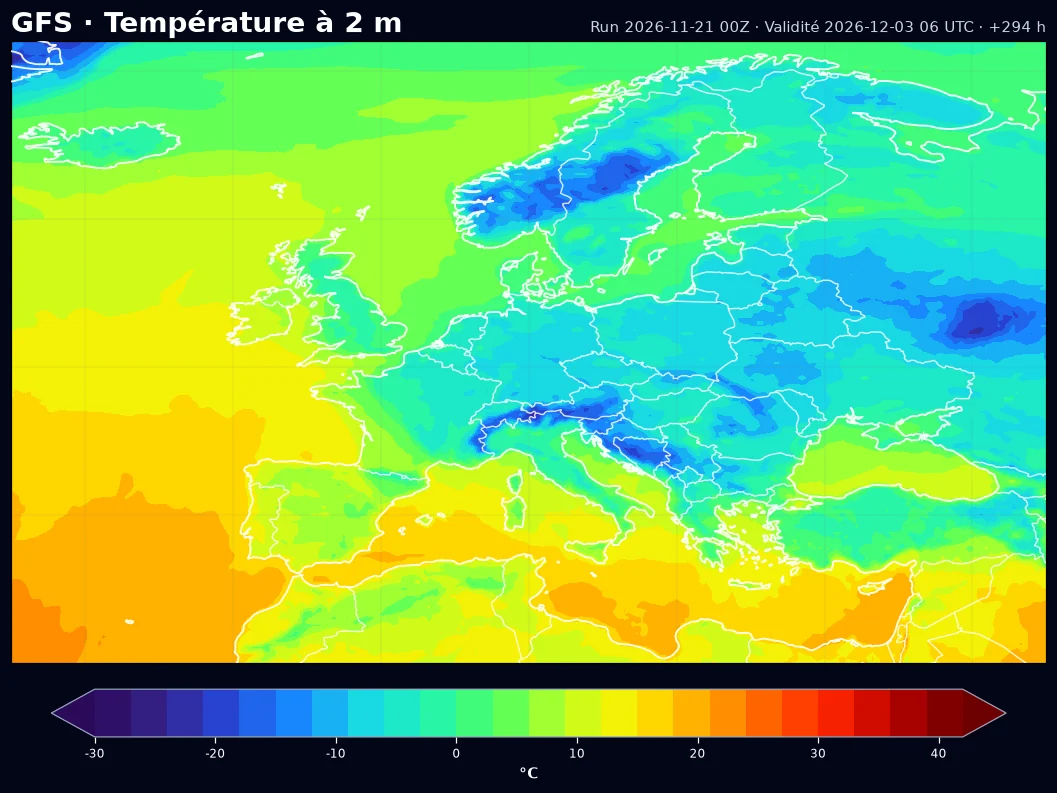 GFS · Température à 2 m
Run 2026-11-21 00Z · Validité 2026-12-03 06 UTC · +294 h
-30 -20 -10 0 10 20 30 40
°C